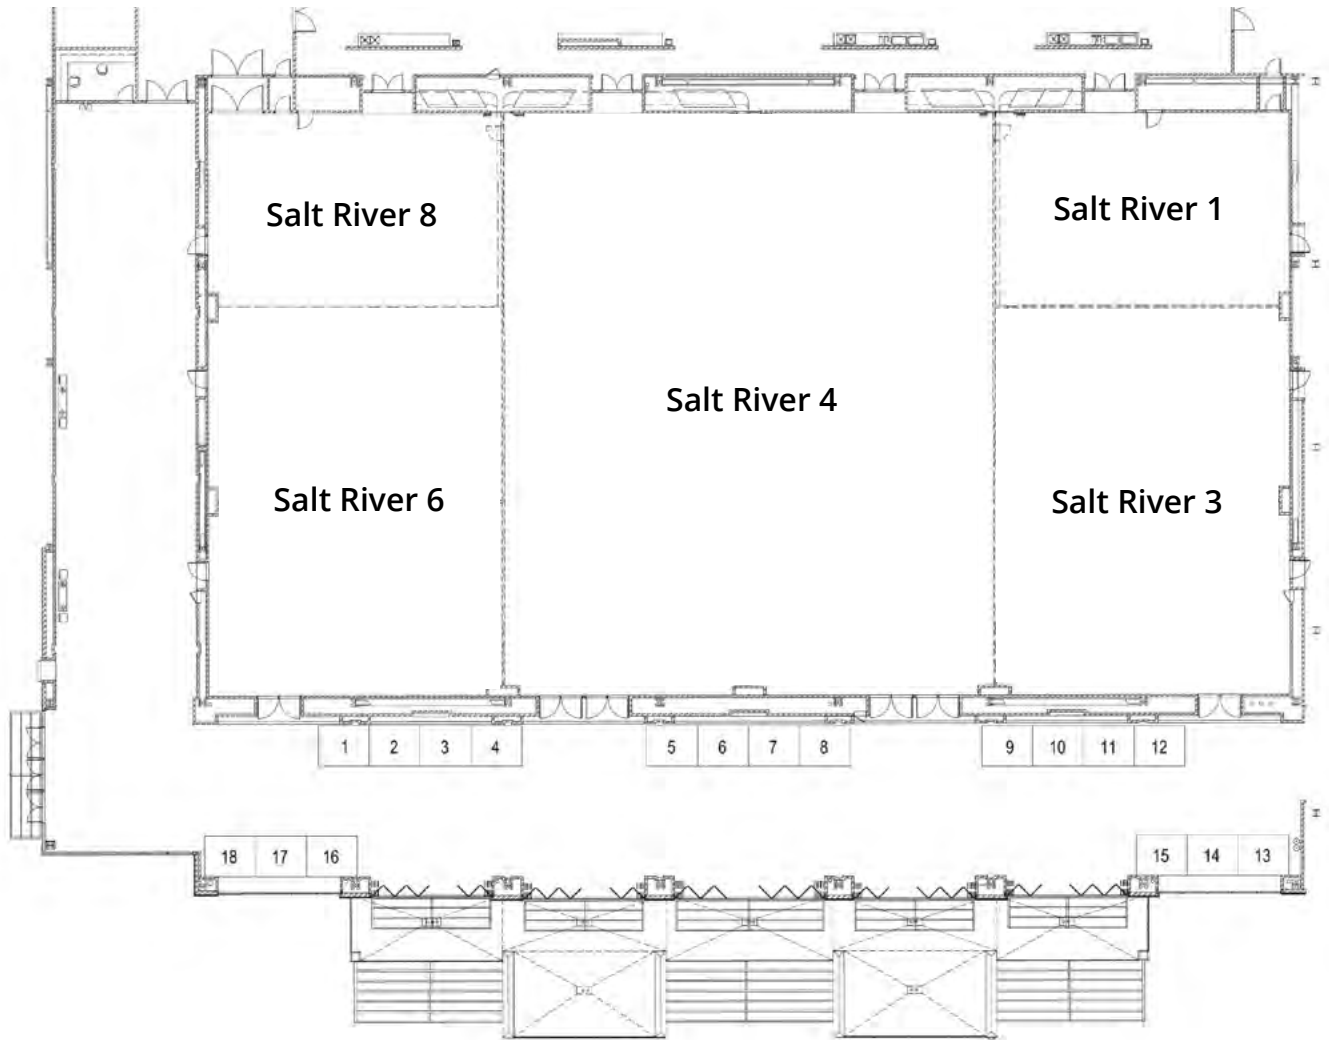 Salt River 8
Salt River 1
Salt River 4
Salt River 6
Salt River 3
1 2 3 4 5 6 7 8 9 10 11 12
18 17 16 15 14 13